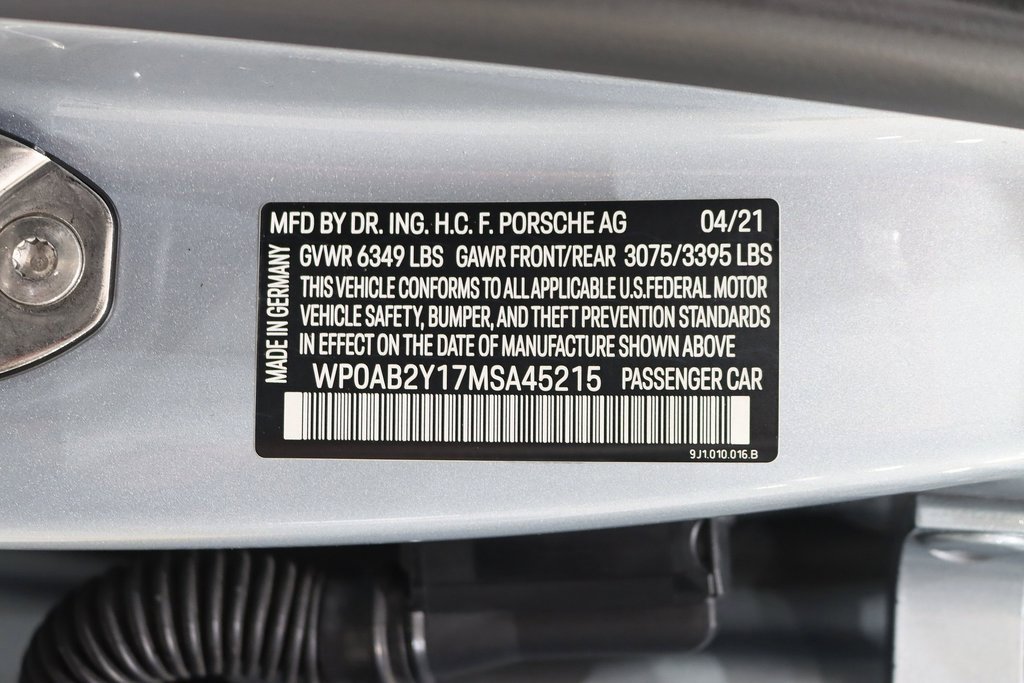 MFD BY DR. ING. H.C. F. PORSCHE AG 04/21
GVWR 6349 LBS GAWR FRONT/REAR 3075/3395 LBS
THIS VEHICLE CONFORMS TO ALL APPLICABLE U.S.FEDERAL MOTOR
VEHICLE SAFETY, BUMPER, AND THEFT PREVENTION STANDARDS
IN EFFECT ON THE DATE OF MANUFACTURE SHOWN ABOVE
MADE IN GERMANY
WP0AB2Y17MSA45215 PASSENGER CAR
9J1.010.016.B